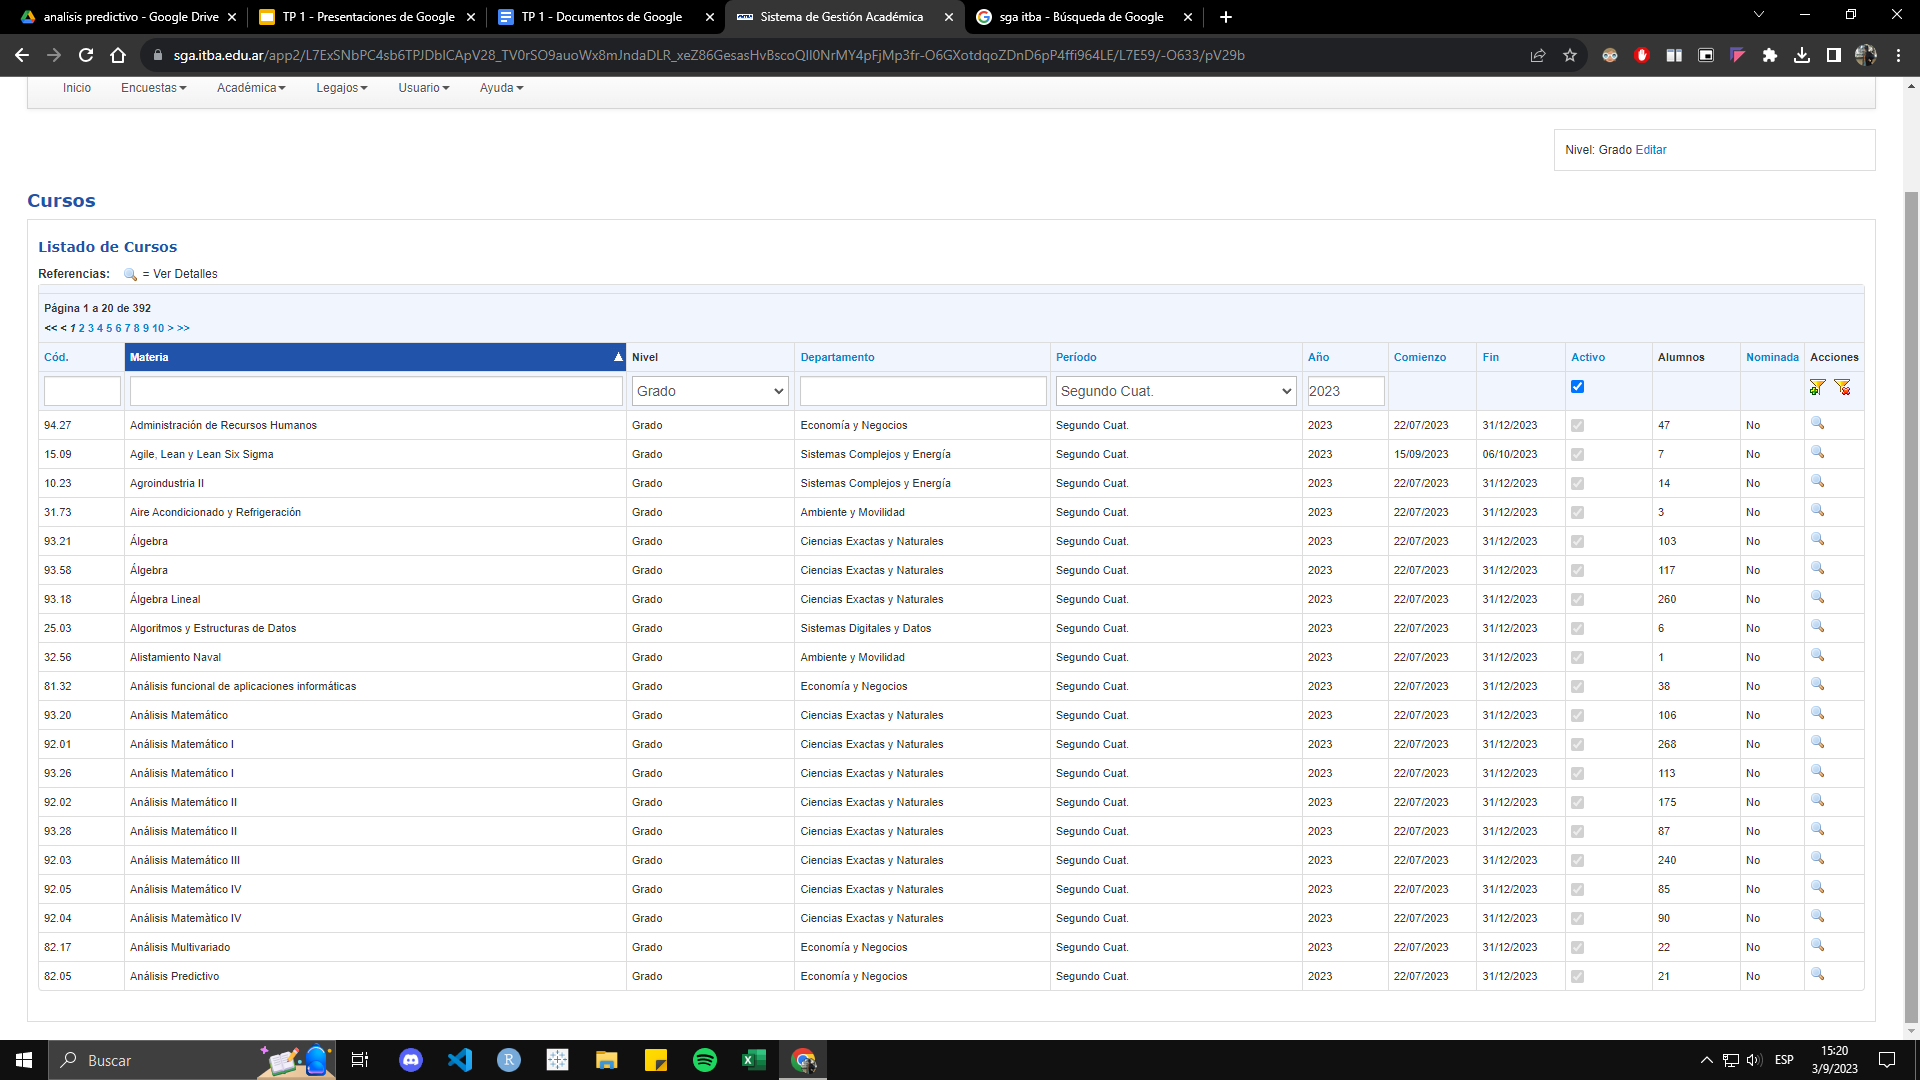 analisis predictivo - Google Drive
TP 1 - Presentaciones de Google
TP 1 - Documentos de Google
Sistema de Gestión Académica
sga itba - Búsqueda de Google
Inicio Encuestas Académica Legajos Usuario Ayuda
Nivel: Grado Editar
Cursos
Listado de Cursos
Referencias: = Ver Detalles
Página 1 a 20 de 392
<< < 1 2 3 4 5 6 7 8 9 10 > >>
Cód. Materia Nivel Departamento Período Año Comienzo Fin Activo Alumnos Nominada Acciones
Grado Segundo Cuat. 2023
94.27 Administración de Recursos Humanos Grado Economía y Negocios Segundo Cuat. 2023 22/07/2023 31/12/2023 47 No
15.09 Agile, Lean y Lean Six Sigma Grado Sistemas Complejos y Energía Segundo Cuat. 2023 15/09/2023 06/10/2023 7 No
10.23 Agroindustria II Grado Sistemas Complejos y Energía Segundo Cuat. 2023 22/07/2023 31/12/2023 14 No
31.73 Aire Acondicionado y Refrigeración Grado Ambiente y Movilidad Segundo Cuat. 2023 22/07/2023 31/12/2023 3 No
93.21 Álgebra Grado Ciencias Exactas y Naturales Segundo Cuat. 2023 22/07/2023 31/12/2023 103 No
93.58 Álgebra Grado Ciencias Exactas y Naturales Segundo Cuat. 2023 22/07/2023 31/12/2023 117 No
93.18 Álgebra Lineal Grado Ciencias Exactas y Naturales Segundo Cuat. 2023 22/07/2023 31/12/2023 260 No
25.03 Algoritmos y Estructuras de Datos Grado Sistemas Digitales y Datos Segundo Cuat. 2023 22/07/2023 31/12/2023 6 No
32.56 Alistamiento Naval Grado Ambiente y Movilidad Segundo Cuat. 2023 22/07/2023 31/12/2023 1 No
81.32 Análisis funcional de aplicaciones informáticas Grado Economía y Negocios Segundo Cuat. 2023 22/07/2023 31/12/2023 38 No
93.20 Análisis Matemático Grado Ciencias Exactas y Naturales Segundo Cuat. 2023 22/07/2023 31/12/2023 106 No
92.01 Análisis Matemático I Grado Ciencias Exactas y Naturales Segundo Cuat. 2023 22/07/2023 31/12/2023 268 No
93.26 Análisis Matemático I Grado Ciencias Exactas y Naturales Segundo Cuat. 2023 22/07/2023 31/12/2023 113 No
92.02 Análisis Matemático II Grado Ciencias Exactas y Naturales Segundo Cuat. 2023 22/07/2023 31/12/2023 175 No
93.28 Análisis Matemático II Grado Ciencias Exactas y Naturales Segundo Cuat. 2023 22/07/2023 31/12/2023 87 No
92.03 Análisis Matemático III Grado Ciencias Exactas y Naturales Segundo Cuat. 2023 22/07/2023 31/12/2023 240 No
92.05 Análisis Matemático IV Grado Ciencias Exactas y Naturales Segundo Cuat. 2023 22/07/2023 31/12/2023 85 No
92.04 Análisis Matemàtico IV Grado Ciencias Exactas y Naturales Segundo Cuat. 2023 22/07/2023 31/12/2023 90 No
82.17 Análisis Multivariado Grado Economía y Negocios Segundo Cuat. 2023 22/07/2023 31/12/2023 22 No
82.05 Análisis Predictivo Grado Economía y Negocios Segundo Cuat. 2023 22/07/2023 31/12/2023 21 No
Buscar
ESP
15:20
3/9/2023